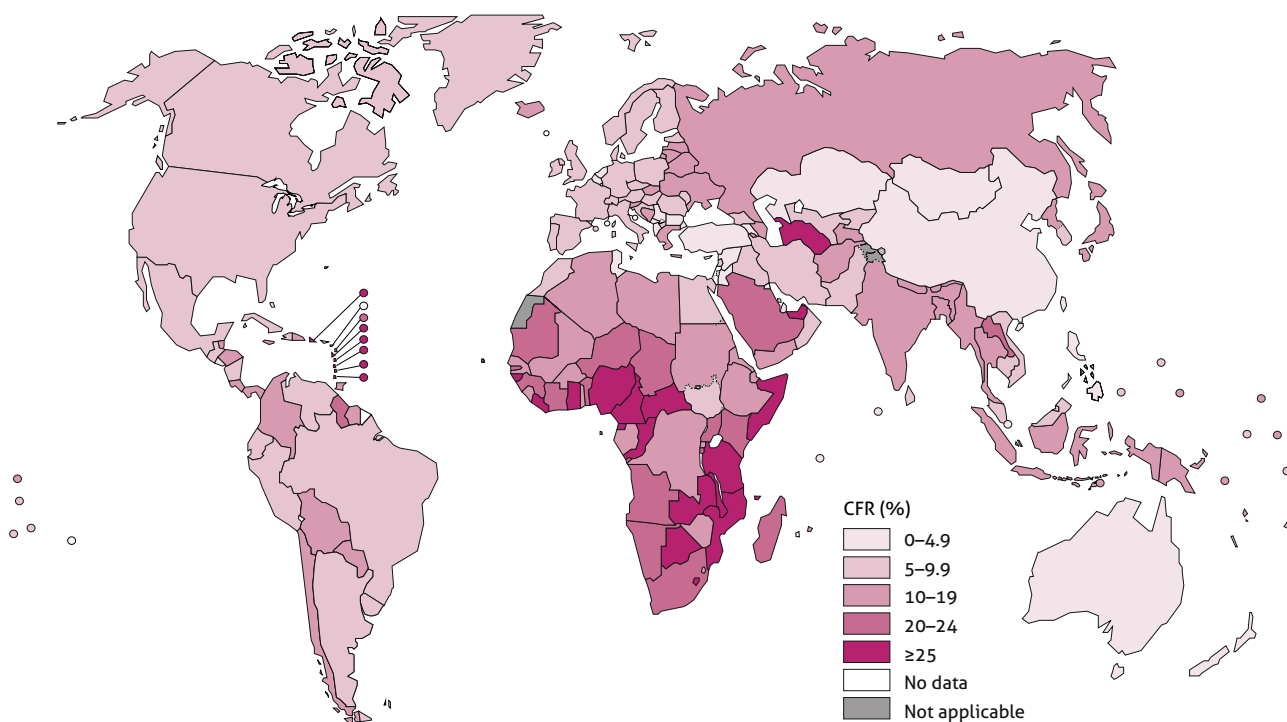 CFR (%)
0–4.9
5–9.9
10–19
20–24
≥25
No data
Not applicable